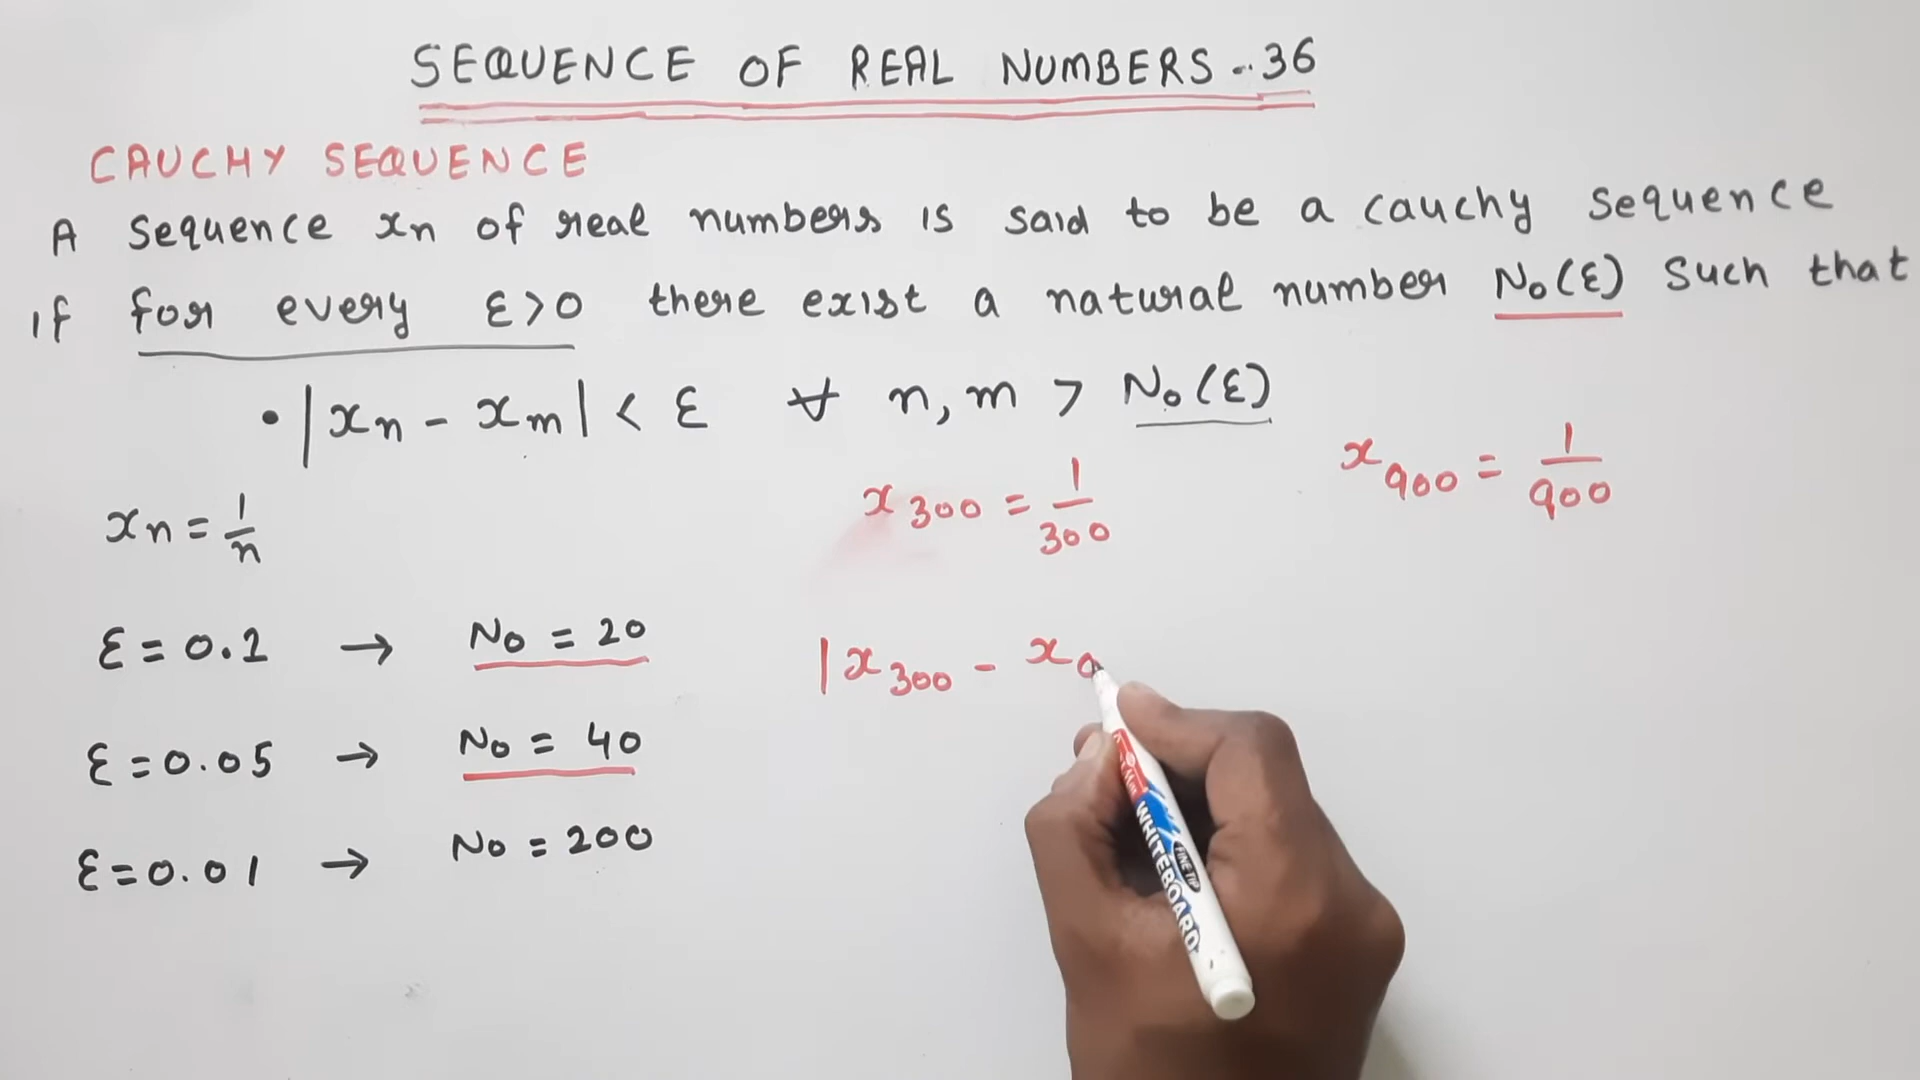 SEQUENCE OF REAL NUMBERS - 36
CAUCHY SEQUENCE
A sequence xn of real numbers is said to be a cauchy sequence
if for every ε>0 there exist a natural number N₀(ε) such that
• |xn - xm| < ε ∀ n, m > N₀(ε)
x300 = 1/300
x900 = 1/900
xn = 1/n
ε = 0.1 → N₀ = 20
|x300 - x9
ε = 0.05 → N₀ = 40
ε = 0.01 → N₀ = 200
FINE TIP
WHITEBOARD